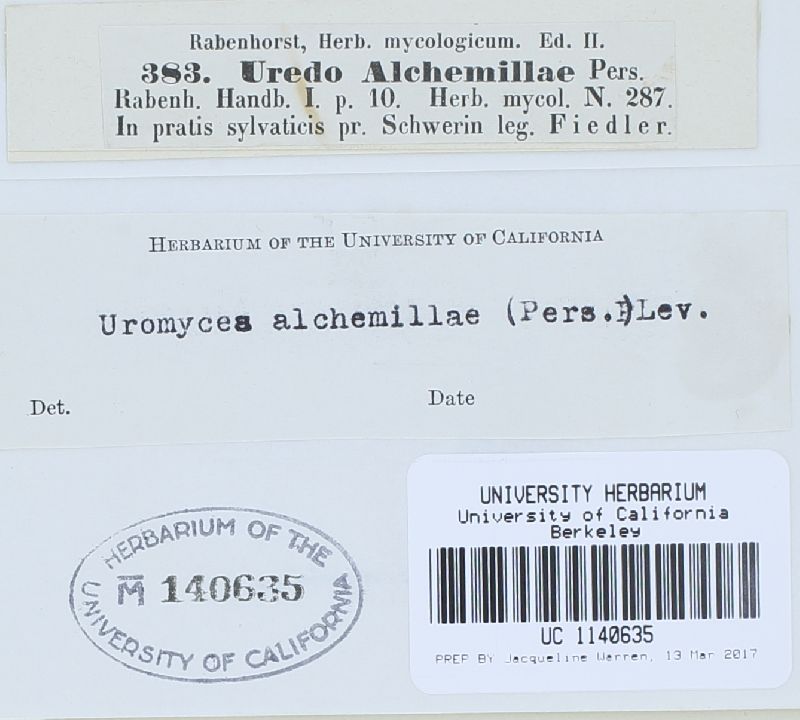 Rabenhorst, Herb. mycologicum. Ed. II.
383. Uredo Alchemillae Pers.
Rabenh. Handb. I. p. 10. Herb. mycol. N. 287.
In pratis sylvaticis pr. Schwerin leg. Fiedler.
HERBARIUM OF THE UNIVERSITY OF CALIFORNIA
Uromyces alchemillae (Pers.)Lev.
Det. Date
HERBARIUM OF THE
M̅ 140635
UNIVERSITY OF CALIFORNIA
UNIVERSITY HERBARIUM
University of California
Berkeley
UC 1140635
PREP BY Jacqueline Warren, 13 Mar 2017